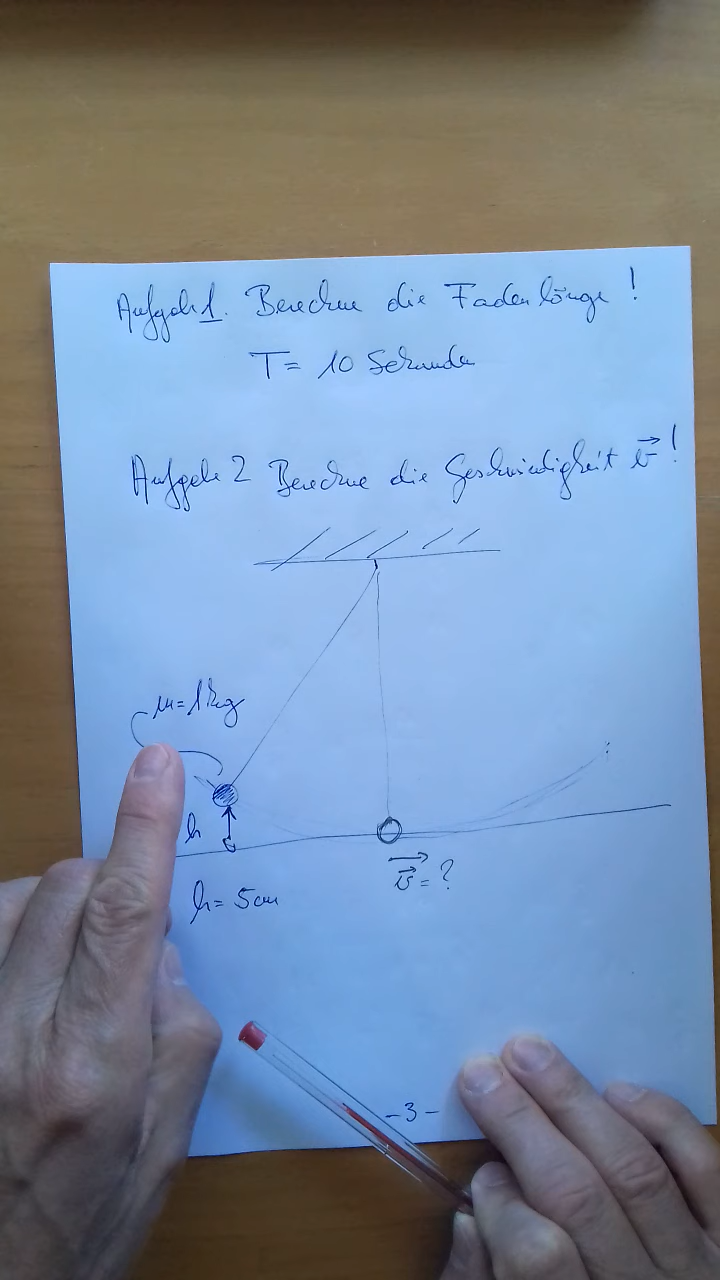 Aufgabe 1. Berechne die Fadenlänge!
T = 10 Sekunden
Aufgabe 2 Berechne die Geschwindigkeit v⃗!
m = 1 kg
h
h = 5 cm
v⃗ = ?
- 3 -